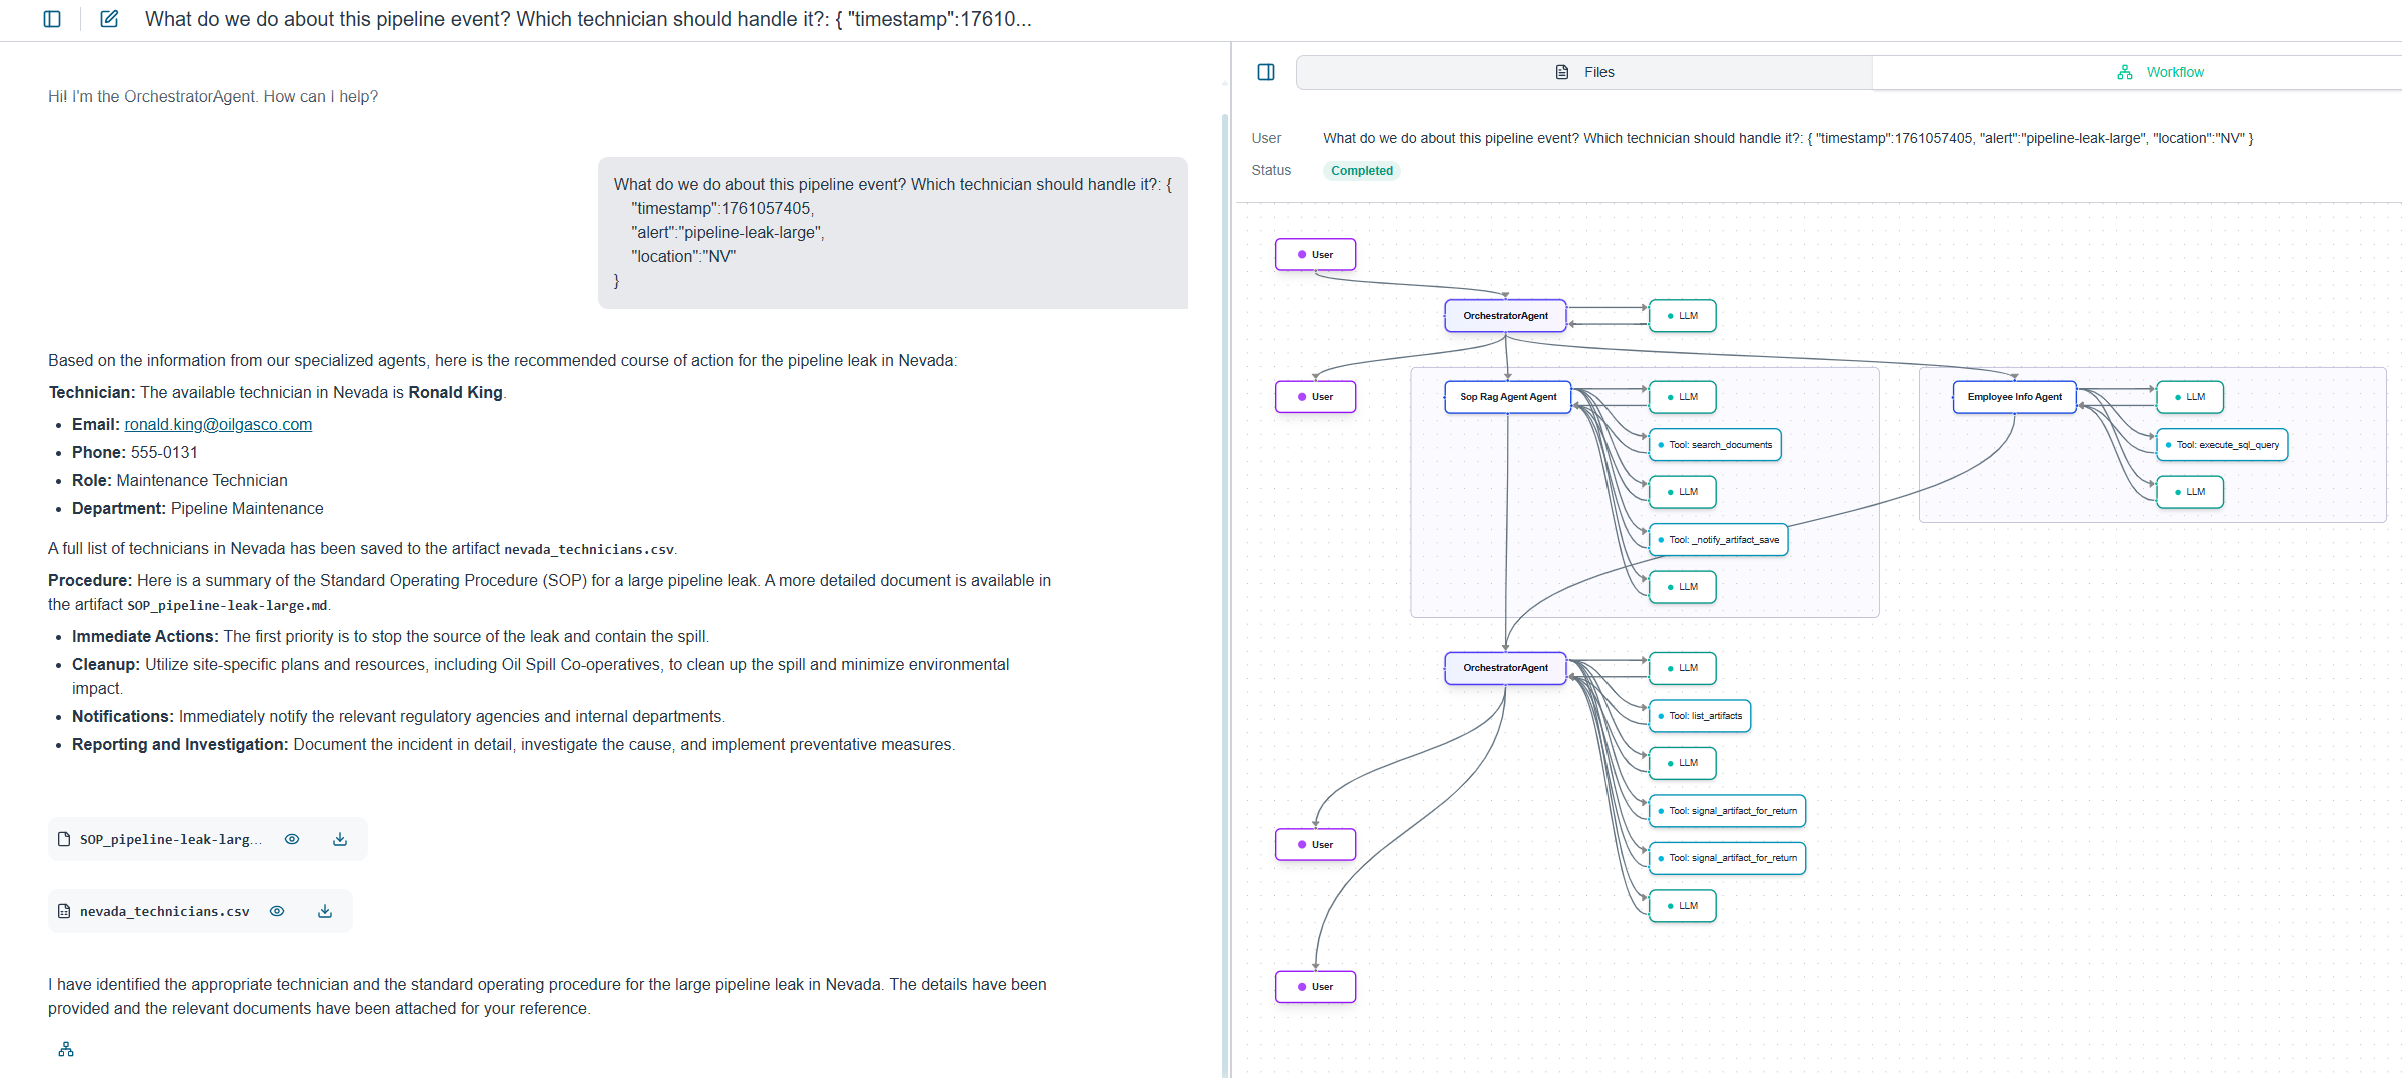 What do we do about this pipeline event? Which technician should handle it?: { "timestamp":17610...
Hi! I'm the OrchestratorAgent. How can I help?
What do we do about this pipeline event? Which technician should handle it?: {
"timestamp":1761057405,
"alert":"pipeline-leak-large",
"location":"NV"
}
Based on the information from our specialized agents, here is the recommended course of action for the pipeline leak in Nevada:
Technician: The available technician in Nevada is Ronald King.
• Email: ronald.king@oilgasco.com
• Phone: 555-0131
• Role: Maintenance Technician
• Department: Pipeline Maintenance
A full list of technicians in Nevada has been saved to the artifact nevada_technicians.csv.
Procedure: Here is a summary of the Standard Operating Procedure (SOP) for a large pipeline leak. A more detailed document is available in
the artifact SOP_pipeline-leak-large.md.
• Immediate Actions: The first priority is to stop the source of the leak and contain the spill.
• Cleanup: Utilize site-specific plans and resources, including Oil Spill Co-operatives, to clean up the spill and minimize environmental
impact.
• Notifications: Immediately notify the relevant regulatory agencies and internal departments.
• Reporting and Investigation: Document the incident in detail, investigate the cause, and implement preventative measures.
SOP_pipeline-leak-larg...
nevada_technicians.csv
I have identified the appropriate technician and the standard operating procedure for the large pipeline leak in Nevada. The details have been
provided and the relevant documents have been attached for your reference.
Files
Workflow
User What do we do about this pipeline event? Which technician should handle it?: { "timestamp":1761057405, "alert":"pipeline-leak-large", "location":"NV" }
Status Completed
User
OrchestratorAgent
LLM
User
Sop Rag Agent Agent
LLM
Tool: search_documents
LLM
Tool: _notify_artifact_save
LLM
Employee Info Agent
LLM
Tool: execute_sql_query
LLM
OrchestratorAgent
LLM
Tool: list_artifacts
LLM
Tool: signal_artifact_for_return
Tool: signal_artifact_for_return
LLM
User
User